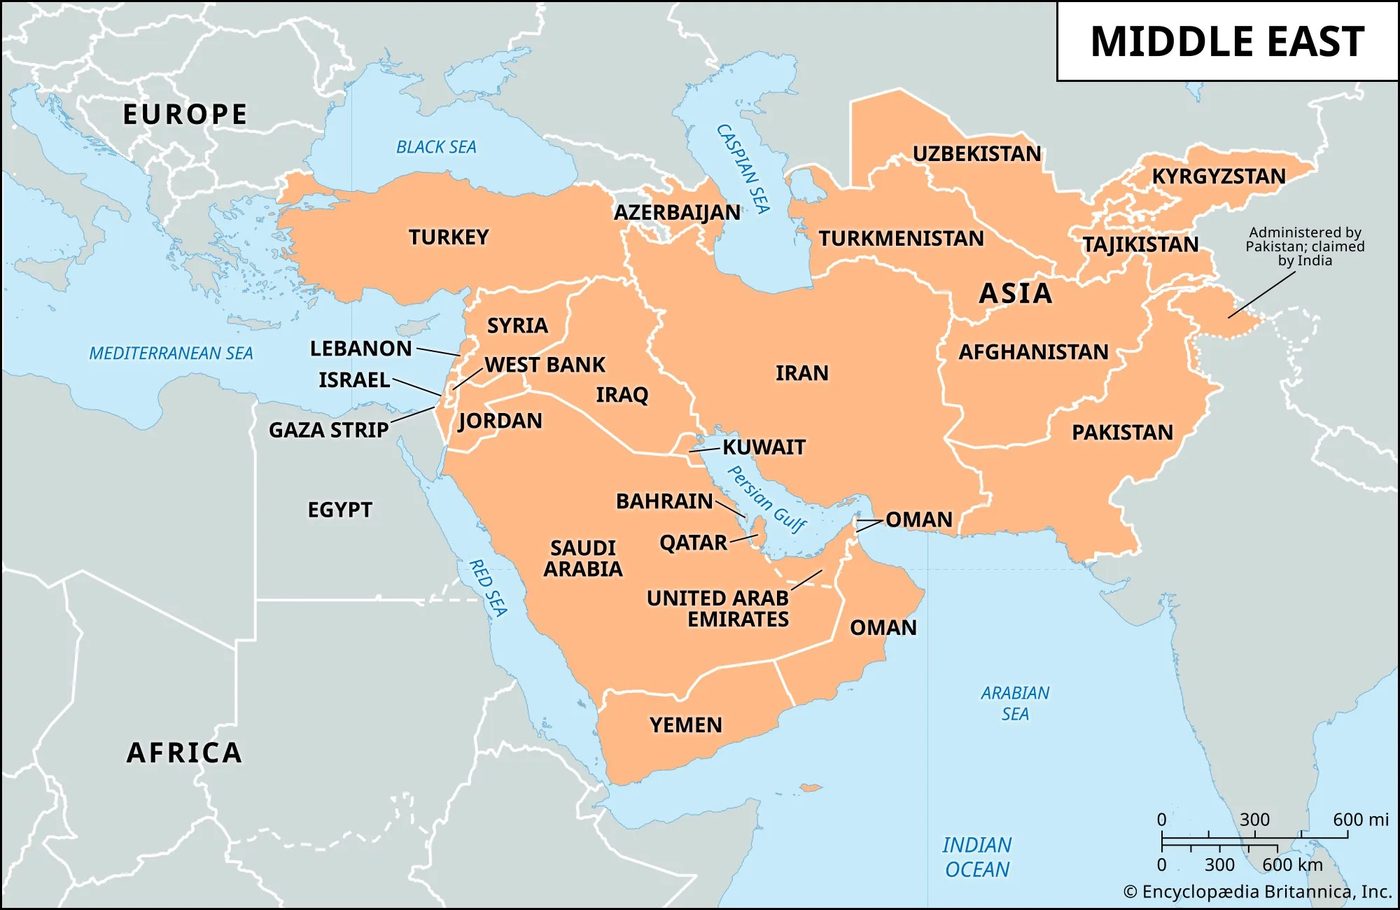 MIDDLE EAST
EUROPE
BLACK SEA
CASPIAN SEA
UZBEKISTAN
KYRGYZSTAN
AZERBAIJAN
TURKEY
TURKMENISTAN
TAJIKISTAN
Administered by
Pakistan; claimed
by India
ASIA
SYRIA
LEBANON
MEDITERRANEAN SEA
AFGHANISTAN
WEST BANK
ISRAEL
IRAN
IRAQ
JORDAN
GAZA STRIP
PAKISTAN
KUWAIT
Persian Gulf
BAHRAIN
EGYPT
OMAN
QATAR
SAUDI
ARABIA
RED SEA
UNITED ARAB
EMIRATES
OMAN
ARABIAN
SEA
YEMEN
AFRICA
0 300 600 mi
INDIAN
OCEAN
0 300 600 km
© Encyclopædia Britannica, Inc.